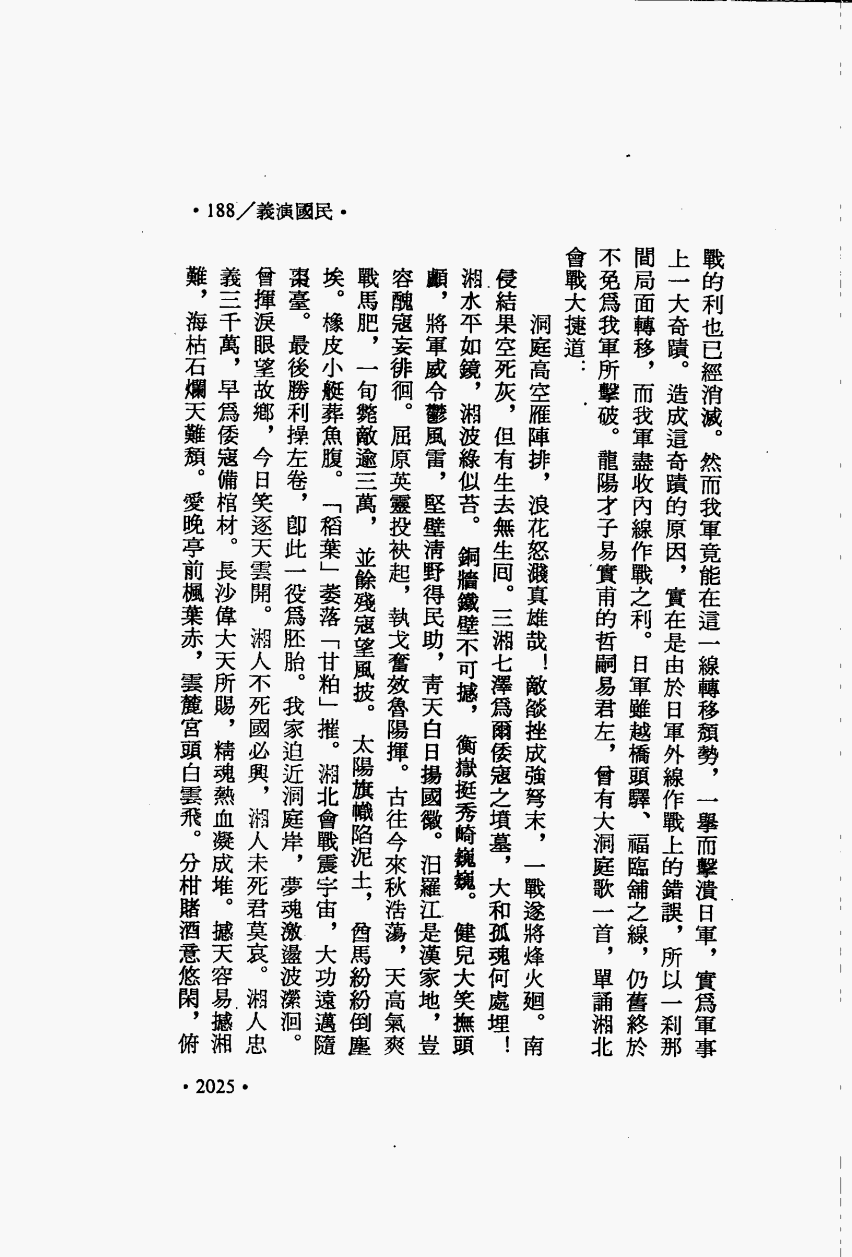 ・188／義演國民・
戰的利也已經消滅。然而我軍竟能在這一線轉移頹勢，一舉而擊潰日軍，實爲軍事
上一大奇蹟。造成這奇蹟的原因，實在是由於日軍外線作戰上的錯誤，所以一刹那
間局面轉移，而我軍盡收內線作戰之利。日軍雖越橋頭驛、福臨舖之線，仍舊終於
不免爲我軍所擊破。龍陽才子易實甫的哲嗣易君左，曾有大洞庭歌一首，單誦湘北
會戰大捷道：
洞庭高空雁陣排，浪花怒濺真雄哉！敵燄挫成強弩末，一戰遂將烽火廻。南
侵結果空死灰，但有生去無生囘。三湘七澤爲爾倭寇之墳墓，大和孤魂何處埋！
湘水平如鏡，湘波綠似苔。銅牆鐵壁不可撼，衡嶽挺秀崎巍巍。健兒大笑撫頭
顱，將軍威令鬱風雷，堅壁淸野得民助，靑天白日揚國徽。汨羅江是漢家地，豈
容醜寇妄徘徊。屈原英靈投袂起，執戈奮效魯陽揮。古往今來秋浩蕩，天高氣爽
戰馬肥，一旬斃敵逾三萬，並餘殘寇望風披。太陽旗幟陷泥土，酋馬紛紛倒塵
埃。橡皮小艇葬魚腹。「稻葉」萎落「甘粕」摧。湘北會戰震宇宙，大功遠邁隨
棗臺。最後勝利操左卷，卽此一役爲胚胎。我家迫近洞庭岸，夢魂激盪波瀠洄。
曾揮淚眼望故鄉，今日笑逐天雲開。湘人不死國必興，湘人未死君莫哀。湘人忠
義三千萬，早爲倭寇備棺材。長沙偉大天所賜，精魂熱血凝成堆。撼天容易撼湘
難，海枯石爛天難頹。愛晚亭前楓葉赤，雲麓宮頭白雲飛。分柑賭酒意悠閑，俯
・2025・